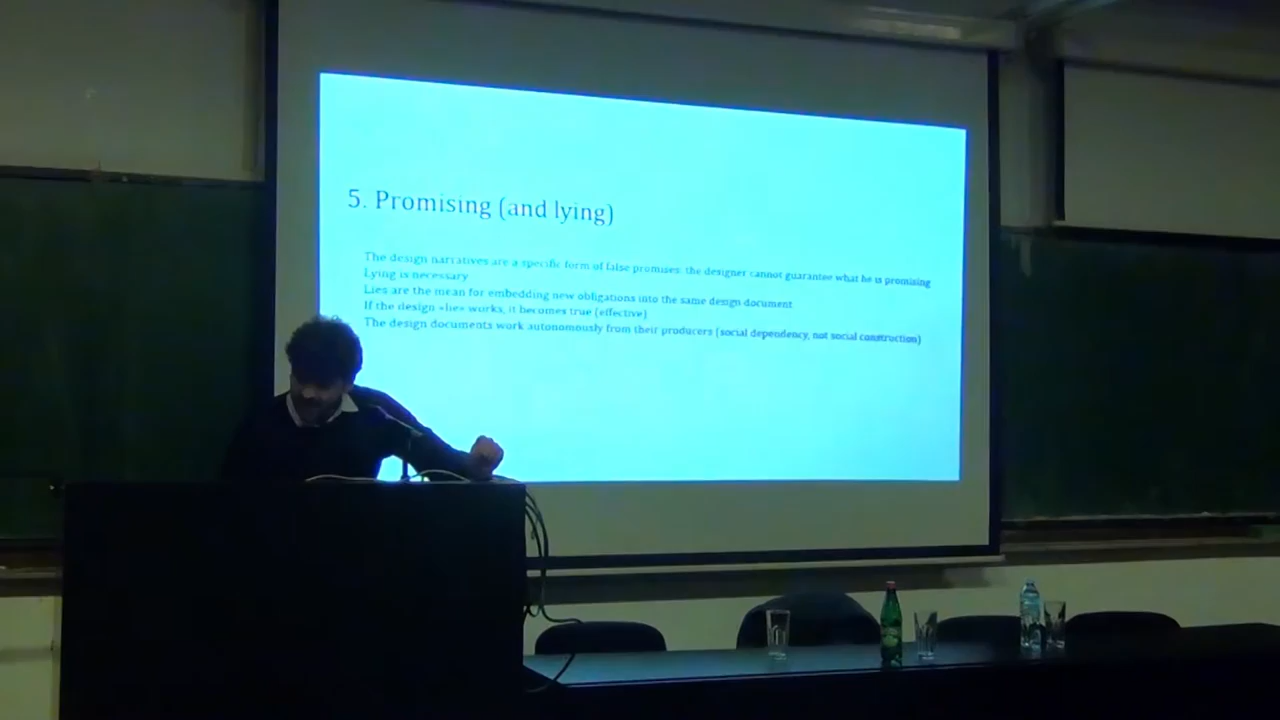 5. Promising (and lying)
The design narratives are a specific form of false promises: the designer cannot guarantee what he is promising
Lying is necessary
Lies are the mean for embedding new obligations into the same design document
If the design «lie» works, it becomes true (effective)
The design documents work autonomously from their producers (social dependency, not social construction)